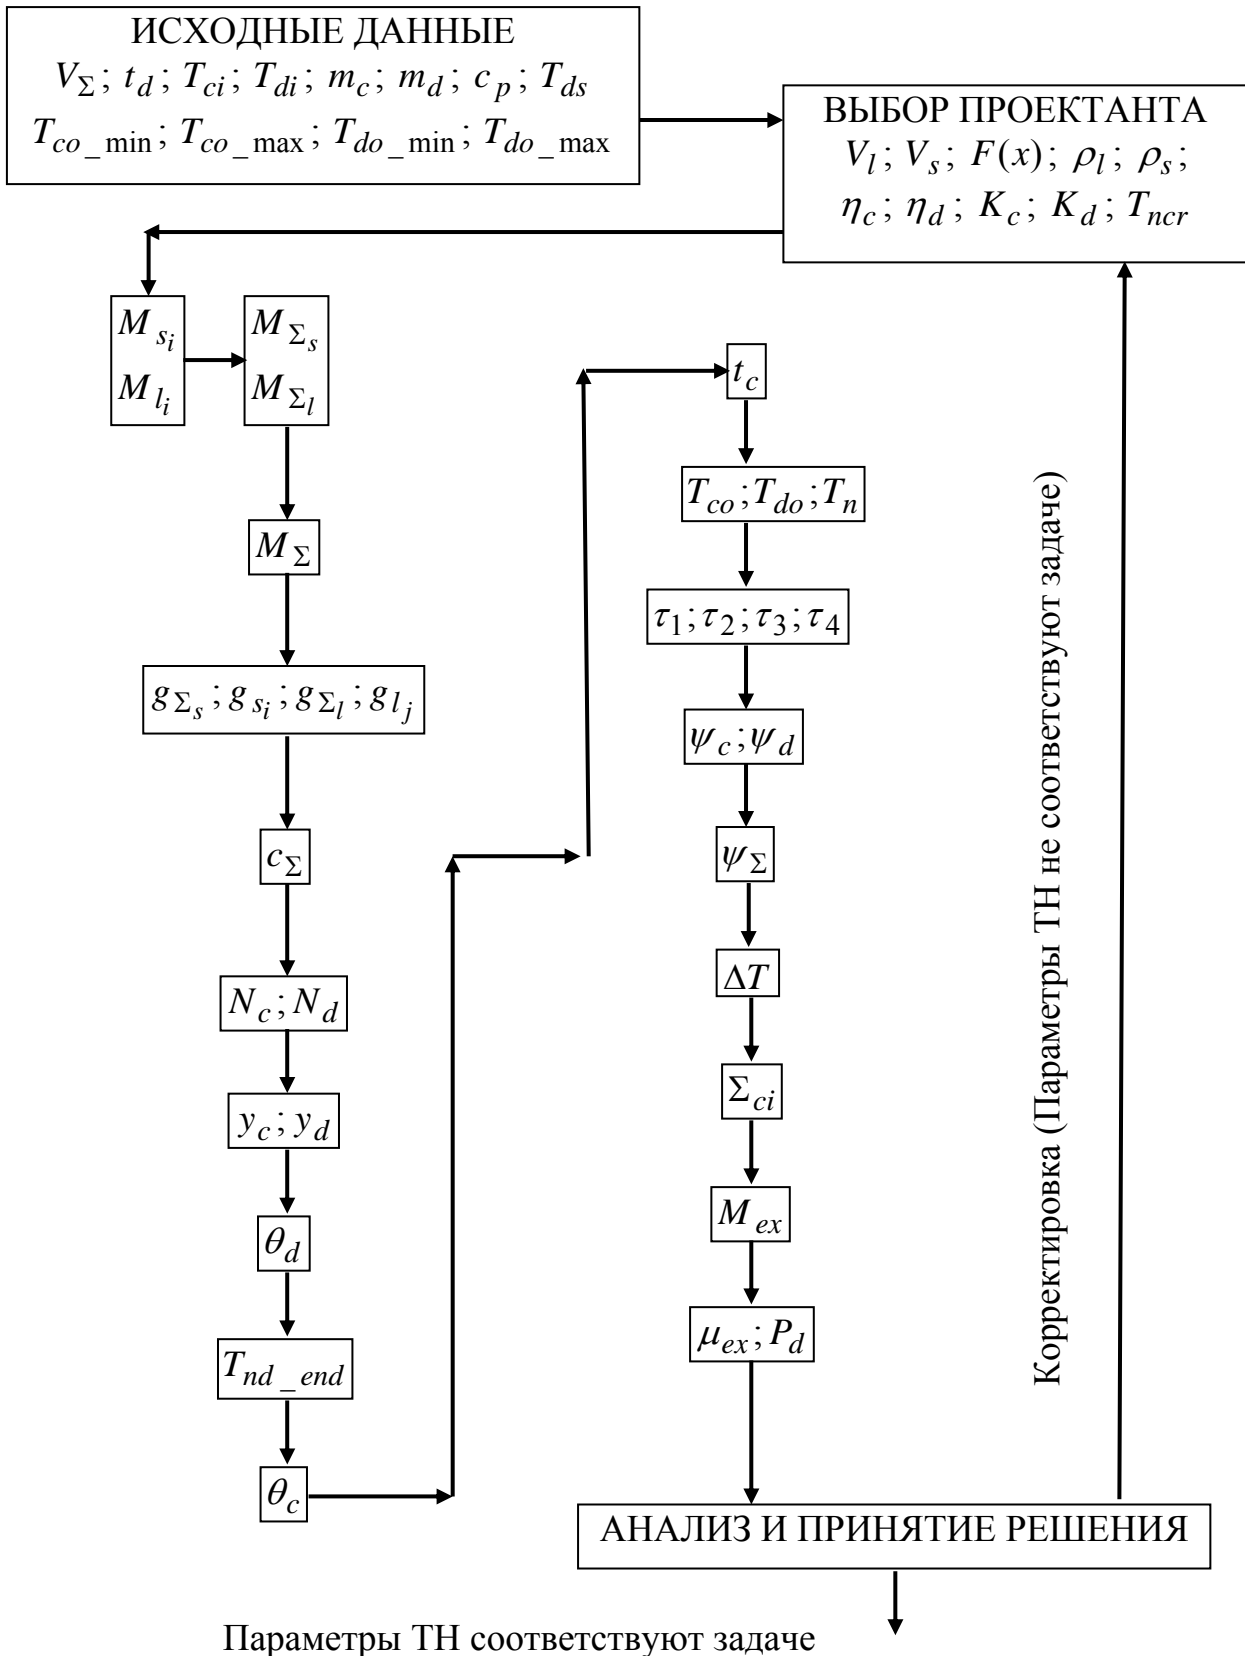 ИСХОДНЫЕ ДАННЫЕ
V_Σ; t_d; T_ci; T_di; m_c; m_d; c_p; T_ds
T_co_min; T_co_max; T_do_min; T_do_max
ВЫБОР ПРОЕКТАНТА
V_l; V_s; F(x); ρ_l; ρ_s;
η_c; η_d; K_c; K_d; T_ncr
M_s_i
M_l_i
M_Σ_s
M_Σ_l
M_Σ
g_Σ_s; g_s_i; g_Σ_l; g_l_j
c_Σ
N_c; N_d
y_c; y_d
θ_d
T_nd_end
θ_c
t_c
T_co; T_do; T_n
τ_1; τ_2; τ_3; τ_4
ψ_c; ψ_d
ψ_Σ
ΔT
Σ_ci
M_ex
μ_ex; P_d
АНАЛИЗ И ПРИНЯТИЕ РЕШЕНИЯ
Корректировка (Параметры ТН не соответствуют задаче)
Параметры ТН соответствуют задаче